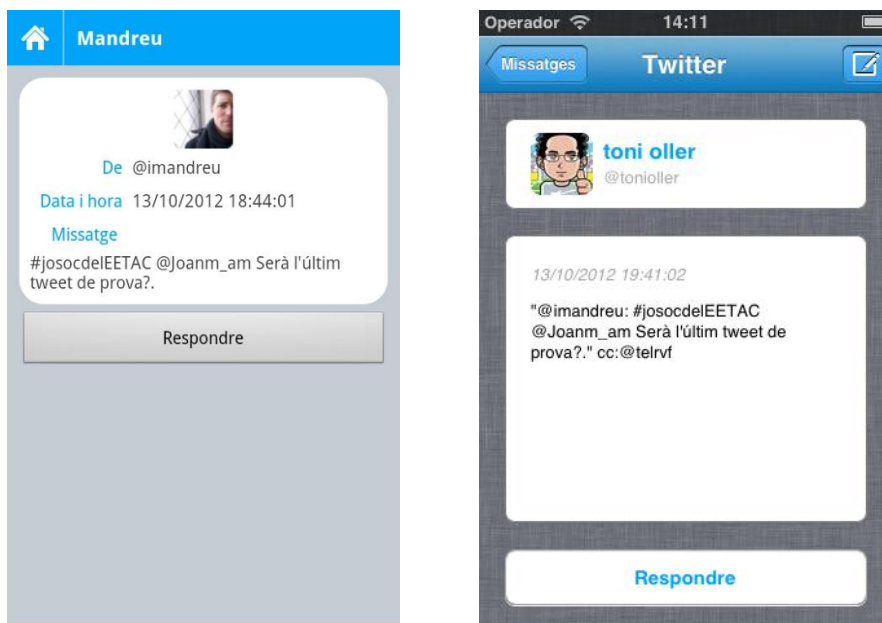 Mandreu
De @imandreu
Data i hora 13/10/2012 18:44:01
Missatge
#josocdelEETAC @Joanm_am Serà l'últim
tweet de prova?.
Respondre
Operador 14:11
Missatges Twitter
toni oller
@tonioller
13/10/2012 19:41:02
"@imandreu: #josocdelEETAC
@Joanm_am Serà l'últim tweet de
prova?." cc:@telrvf
Respondre